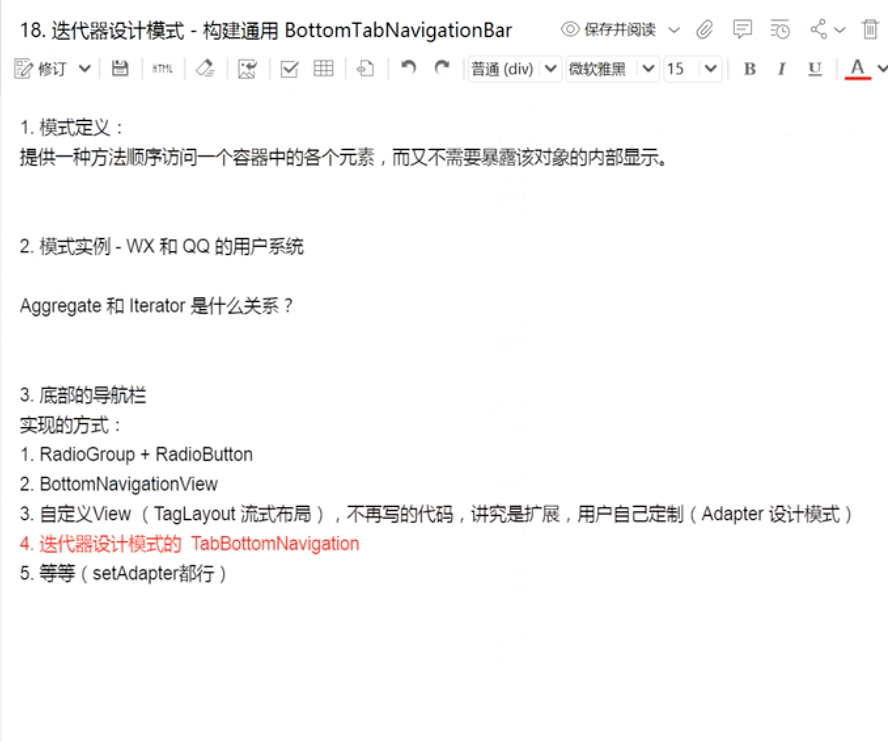 18. 迭代器设计模式 - 构建通用 BottomTabNavigationBar
保存并阅读
修订
HTML
普通 (div)
微软雅黑
15
B
I
U
A
1. 模式定义：
提供一种方法顺序访问一个容器中的各个元素，而又不需要暴露该对象的内部显示。
2. 模式实例 - WX 和 QQ 的用户系统
Aggregate 和 Iterator 是什么关系？
3. 底部的导航栏
实现的方式：
1. RadioGroup + RadioButton
2. BottomNavigationView
3. 自定义View （TagLayout 流式布局），不再写的代码，讲究是扩展，用户自己定制（Adapter 设计模式）
4. 迭代器设计模式的 TabBottomNavigation
5. 等等（setAdapter都行）